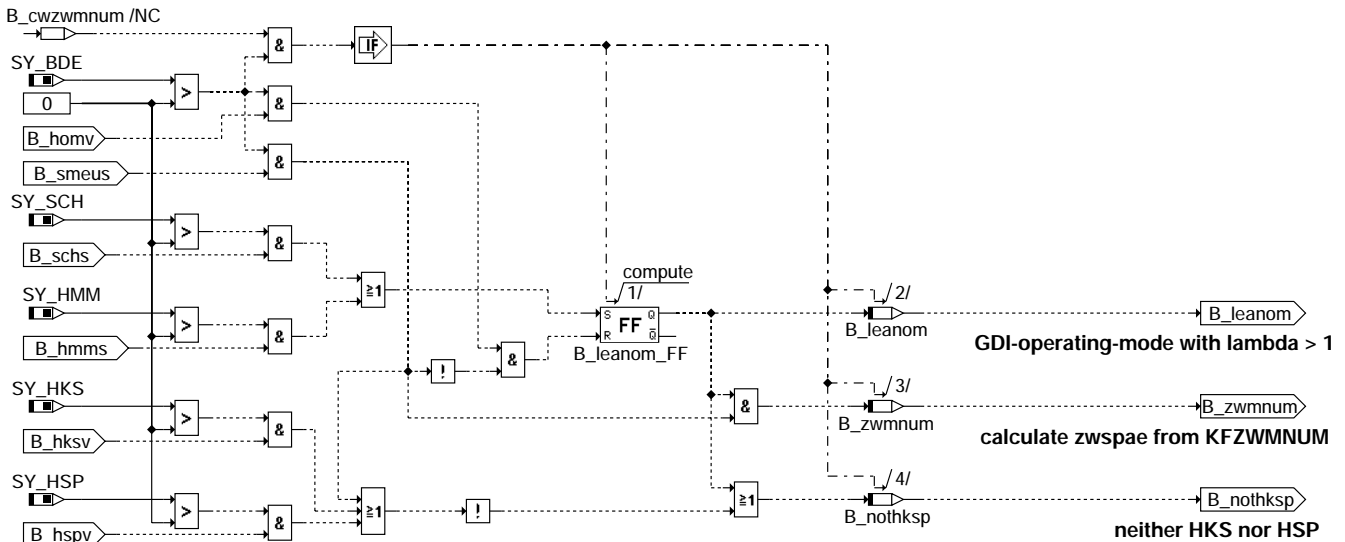 B_cwzwmnum /NC
&
IF
SY_BDE
>
0
&
B_homv
&
B_smeus
SY_SCH
>
&
B_schs
≧1
compute
1/
2/
SY_HMM
S Q
FF
R Q̅
B_leanom
B_leanom
>
&
B_hmms
B_leanom_FF
GDI-operating-mode with lambda > 1
&
!
3/
SY_HKS
>
&
B_zwmnum
B_zwmnum
&
B_hksv
calculate zwspae from KFZWMNUM
SY_HSP
4/
>
≧1
!
≧1
B_nothksp
B_nothksp
&
B_hspv
neither HKS nor HSP